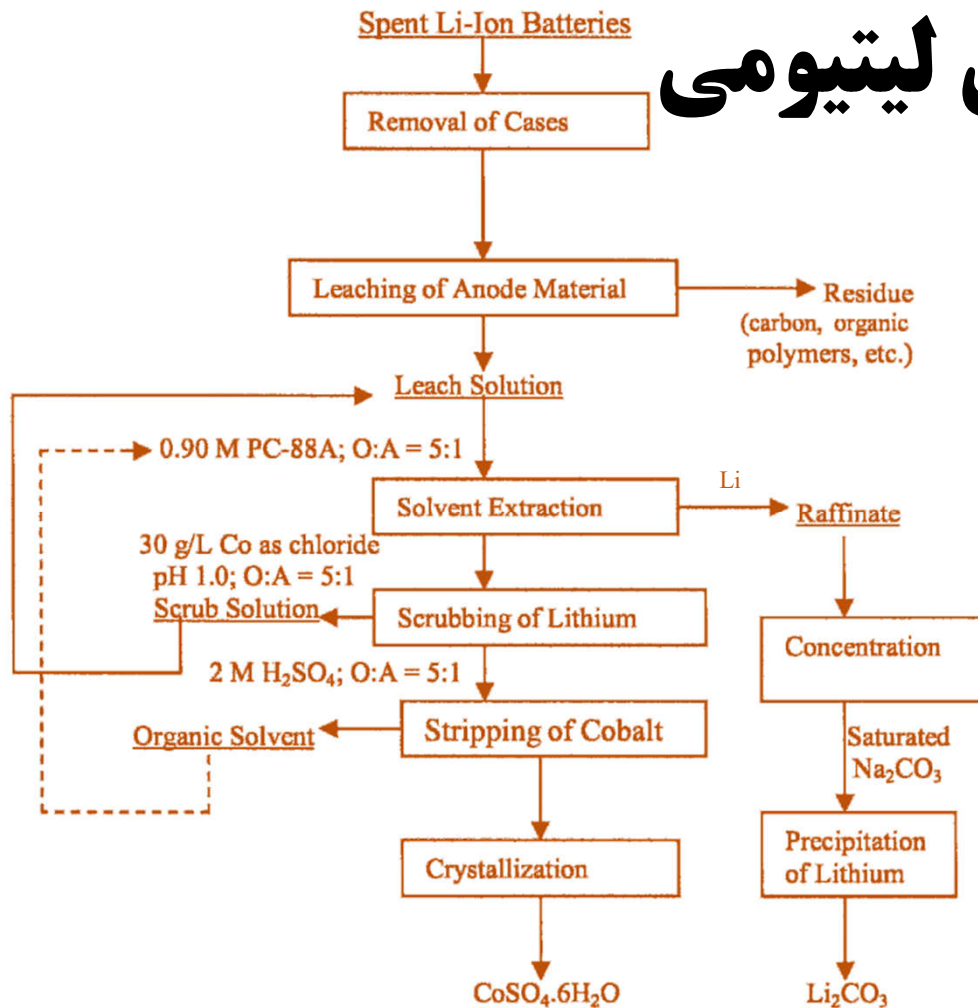 Spent Li-Ion Batteries
لیتیومی
Removal of Cases
Leaching of Anode Material
Residue
(carbon, organic
polymers, etc.)
Leach Solution
0.90 M PC-88A; O:A = 5:1
Solvent Extraction
Li
Raffinate
30 g/L Co as chloride
pH 1.0; O:A = 5:1
Scrub Solution
Scrubbing of Lithium
Concentration
2 M H₂SO₄; O:A = 5:1
Organic Solvent
Stripping of Cobalt
Saturated
Na₂CO₃
Crystallization
Precipitation
of Lithium
CoSO₄.6H₂O
Li₂CO₃